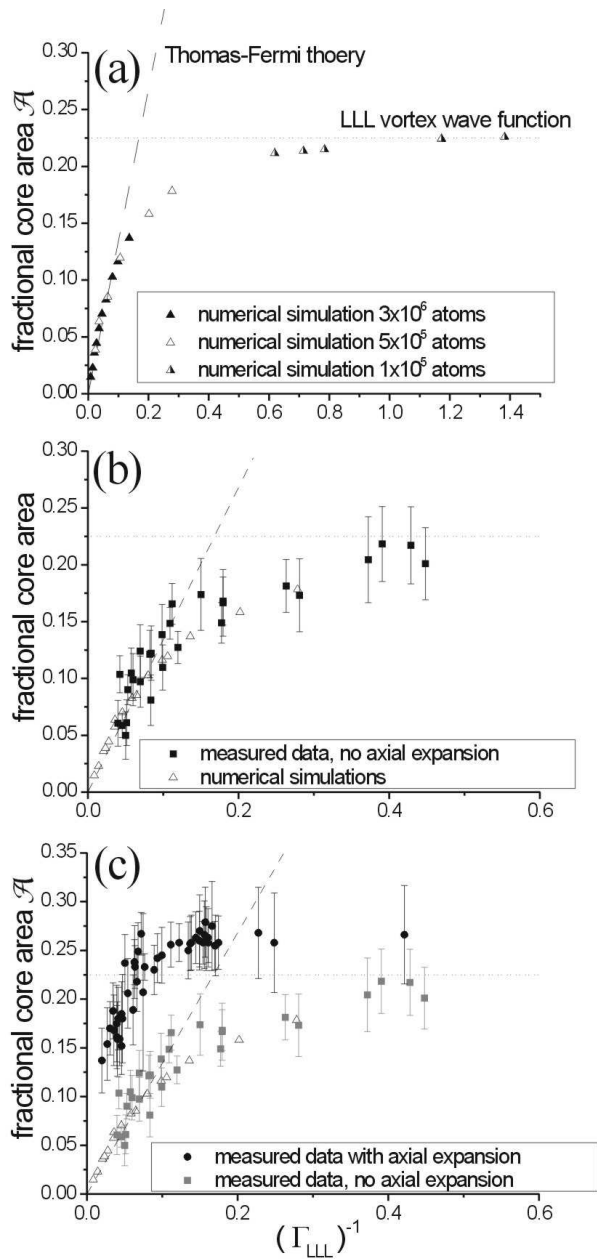 (a)
Thomas-Fermi thoery
LLL vortex wave function
fractional core area 𝒜
0.30
0.25
0.20
0.15
0.10
0.05
0.00
numerical simulation 3x10⁶ atoms
numerical simulation 5x10⁵ atoms
numerical simulation 1x10⁵ atoms
0.0 0.2 0.4 0.6 0.8 1.0 1.2 1.4
(b)
fractional core area
0.30
0.25
0.20
0.15
0.10
0.05
0.00
measured data, no axial expansion
numerical simulations
0.0 0.2 0.4 0.6
(c)
fractional core area 𝒜
0.35
0.30
0.25
0.20
0.15
0.10
0.05
0.00
measured data with axial expansion
measured data, no axial expansion
0.0 0.2 0.4 0.6
(Γ_LLL)⁻¹